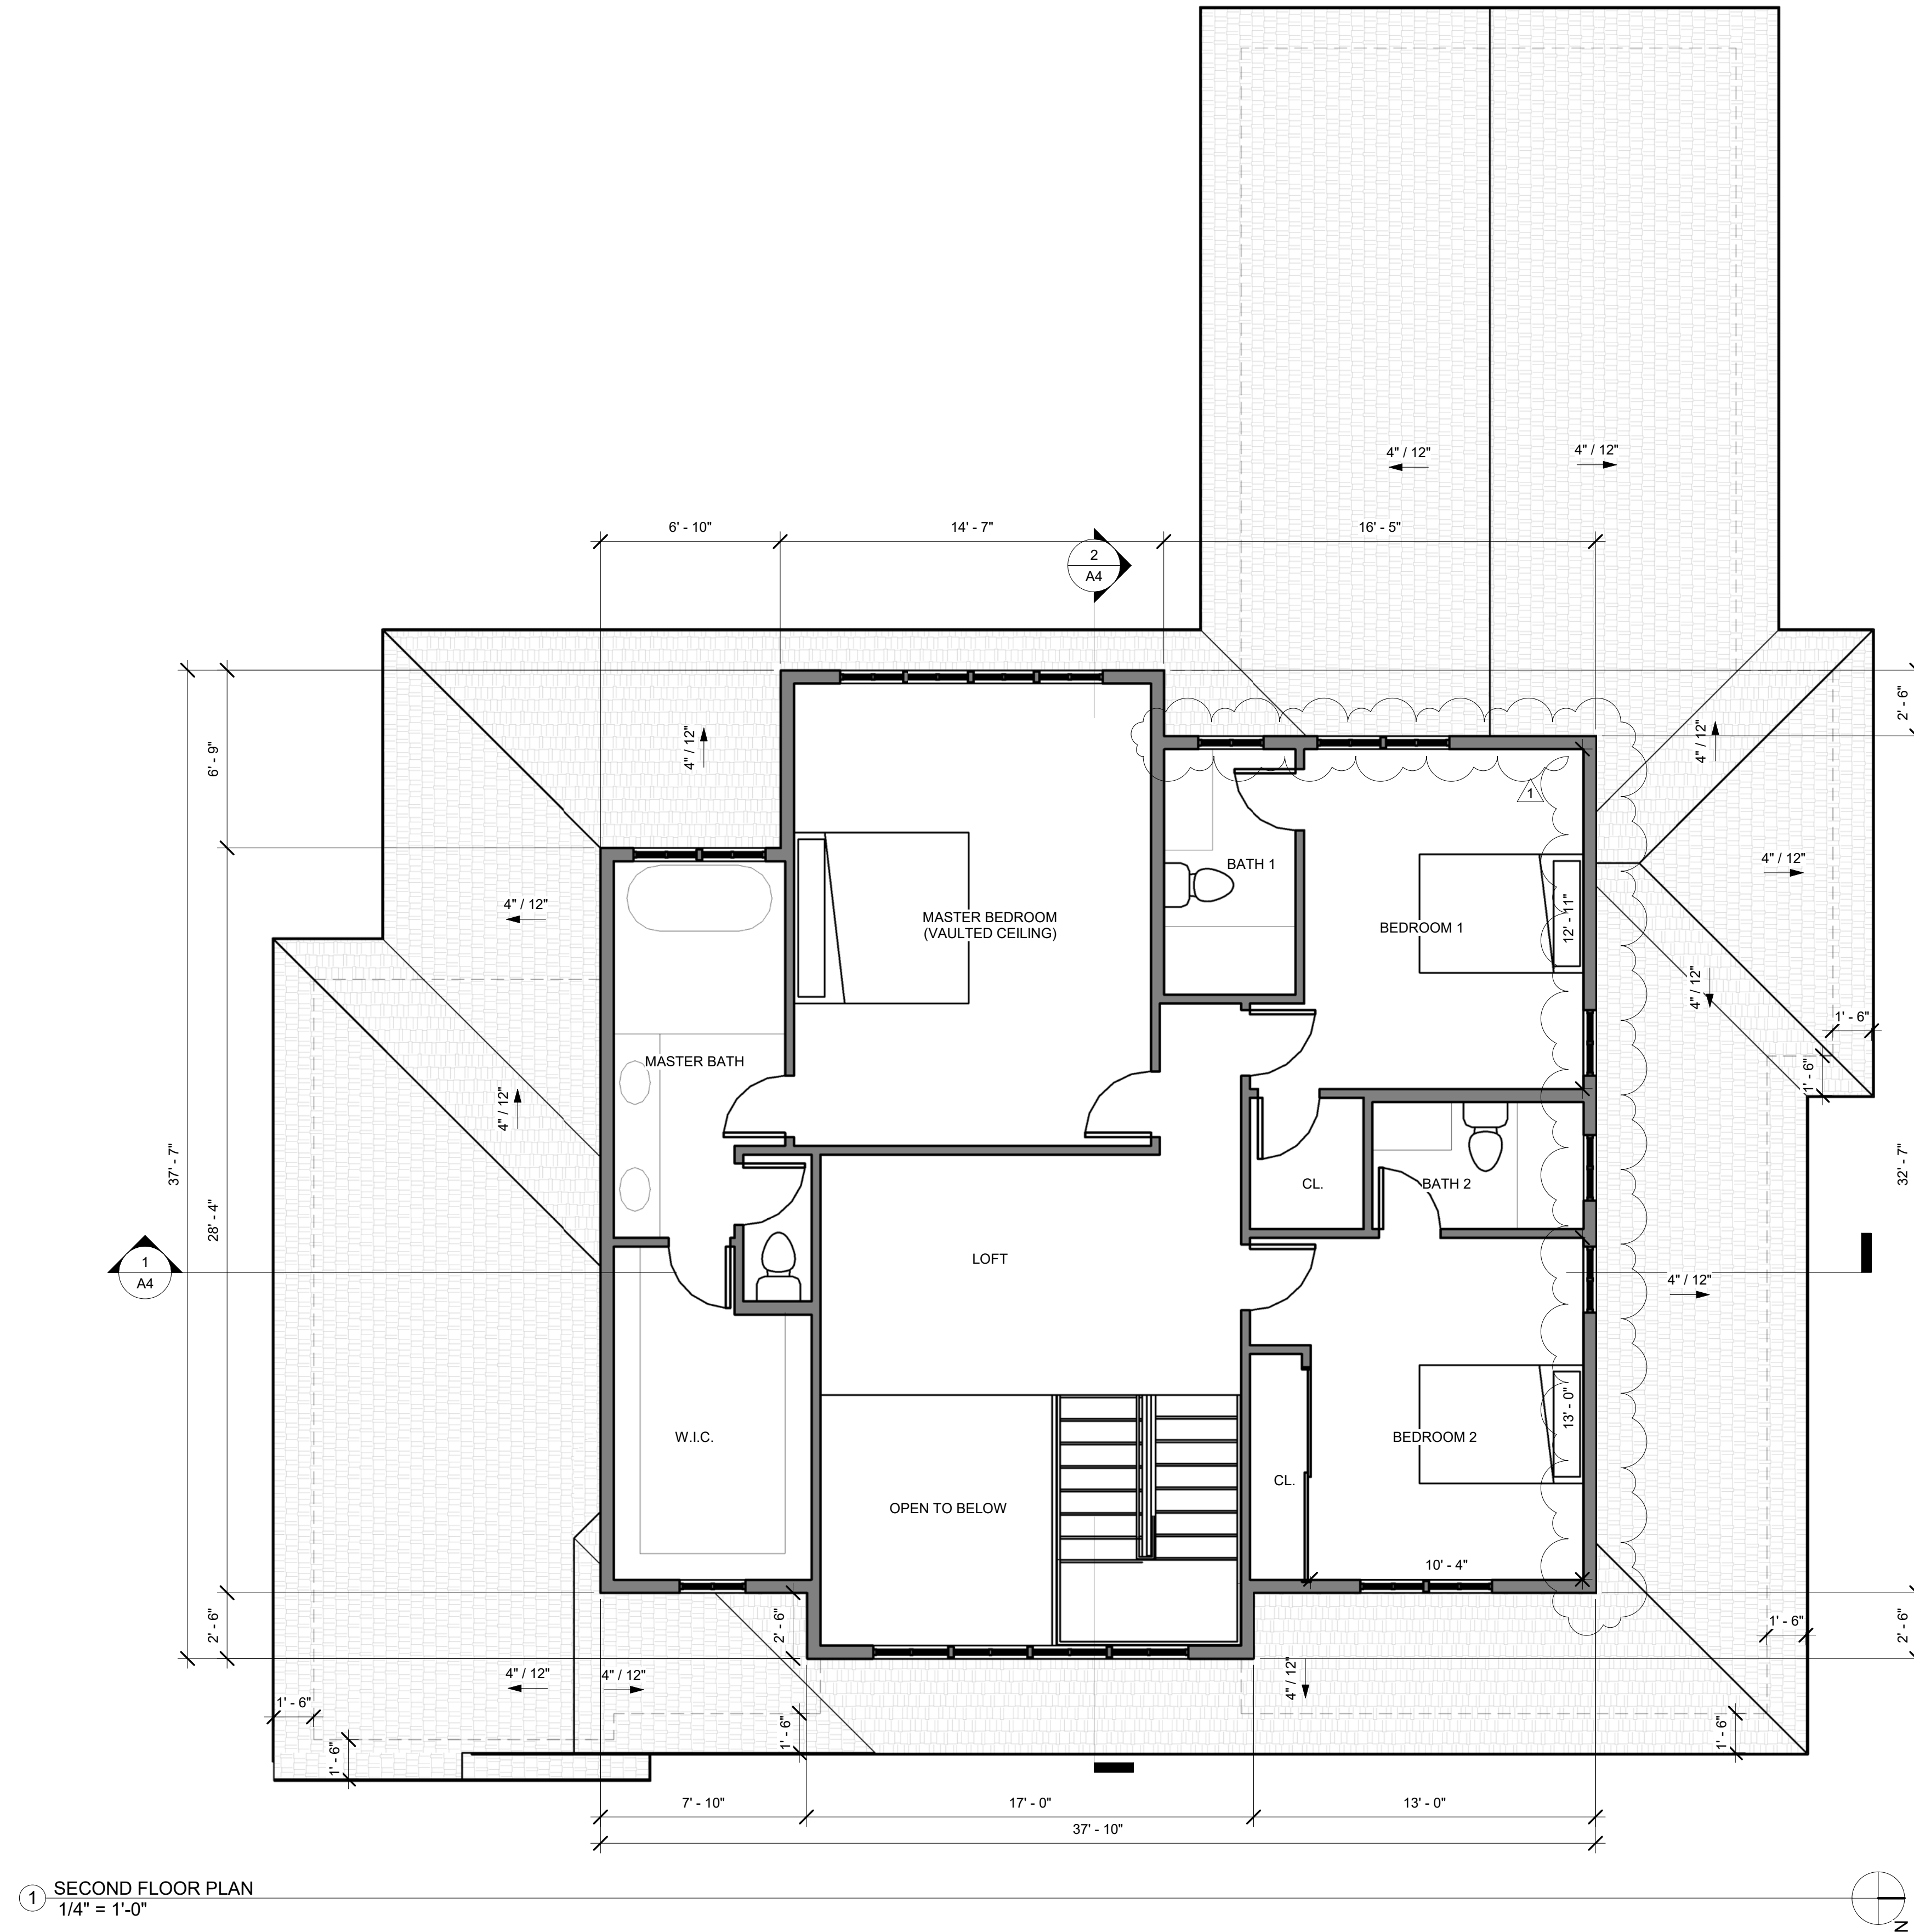 4" / 12"
4" / 12"
6' - 10"
14' - 7"
16' - 5"
2
A4
2' - 6"
4" / 12"
4" / 12"
6' - 9"
1
BATH 1
4" / 12"
4" / 12"
MASTER BEDROOM
(VAULTED CEILING)
BEDROOM 1
12' - 11"
4" / 12"
1' - 6"
MASTER BATH
1' - 6"
4" / 12"
37' - 7"
28' - 4"
CL.
BATH 2
32' - 7"
1
A4
LOFT
4" / 12"
W.I.C.
13' - 0"
BEDROOM 2
CL.
OPEN TO BELOW
10' - 4"
2' - 6"
2' - 6"
1' - 6"
2' - 6"
4" / 12"
4" / 12"
4" / 12"
1' - 6"
1' - 6"
1' - 6"
1' - 6"
7' - 10"
17' - 0"
13' - 0"
37' - 10"
1
SECOND FLOOR PLAN
1/4" = 1'-0"
N